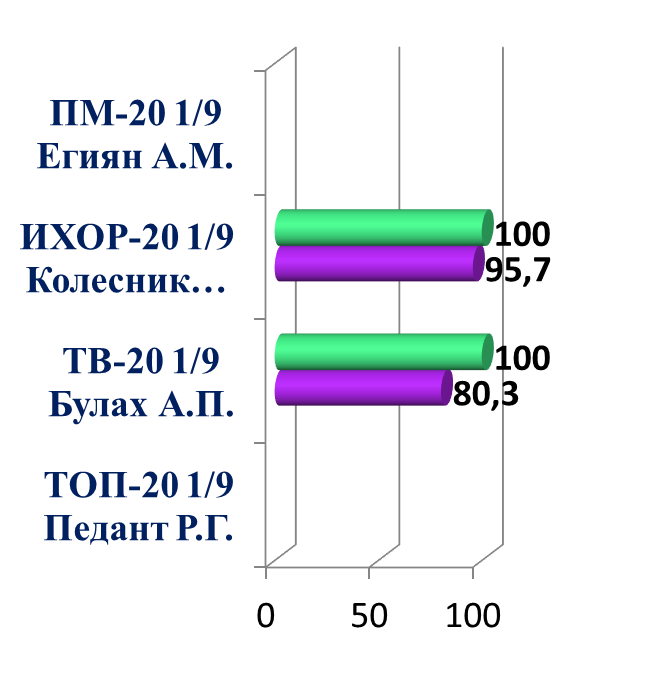 ПМ-20 1/9
Егиян А.М.
ИХОР-20 1/9
Колесник…
ТВ-20 1/9
Булах А.П.
ТОП-20 1/9
Педант Р.Г.
100
95,7
100
80,3
0 50 100